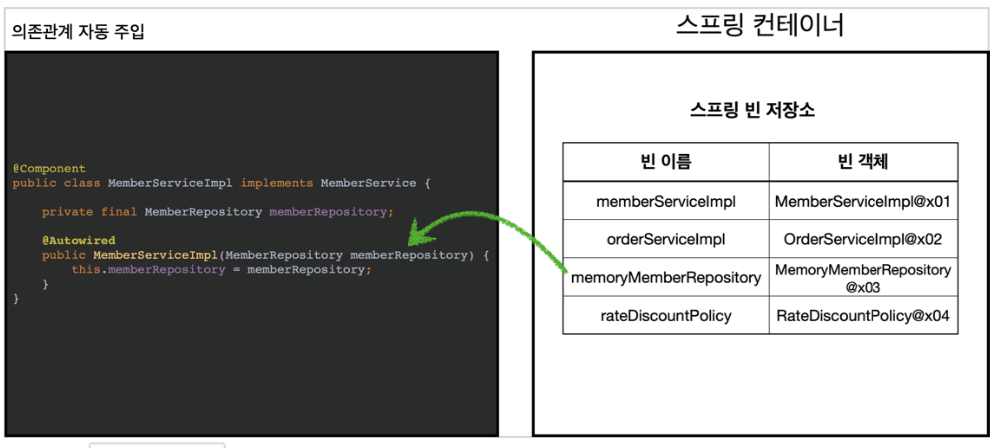 의존관계 자동 주입
@Component
public class MemberServiceImpl implements MemberService {
private final MemberRepository memberRepository;
@Autowired
public MemberServiceImpl(MemberRepository memberRepository) {
this.memberRepository = memberRepository;
}
}
스프링 컨테이너
스프링 빈 저장소
빈 이름 빈 객체
memberServiceImpl MemberServiceImpl@x01
orderServiceImpl OrderServiceImpl@x02
memoryMemberRepository MemoryMemberRepository
@x03
rateDiscountPolicy RateDiscountPolicy@x04